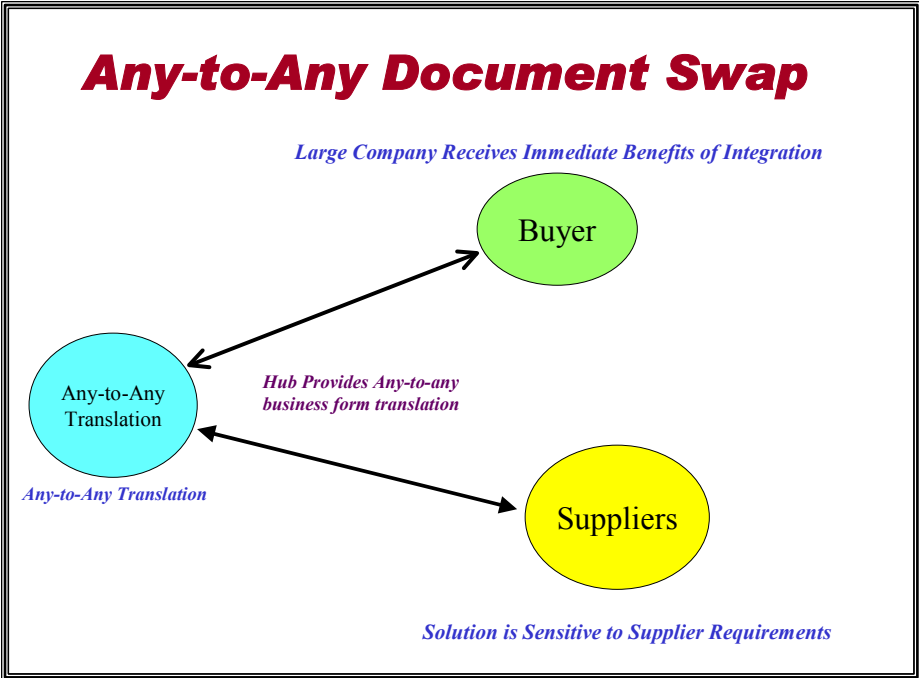 Any-to-Any Document Swap
Large Company Receives Immediate Benefits of Integration
Buyer
Any-to-Any
Translation
Hub Provides Any-to-any
business form translation
Any-to-Any Translation
Suppliers
Solution is Sensitive to Supplier Requirements